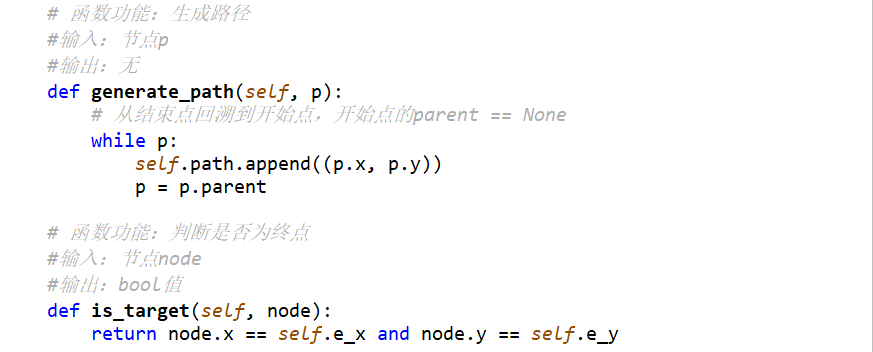 # 函数功能：生成路径
#输入：节点p
#输出：无
def generate_path(self, p):
# 从结束点回溯到开始点，开始点的parent == None
while p:
self.path.append((p.x, p.y))
p = p.parent
# 函数功能：判断是否为终点
#输入：节点node
#输出：bool值
def is_target(self, node):
return node.x == self.e_x and node.y == self.e_y